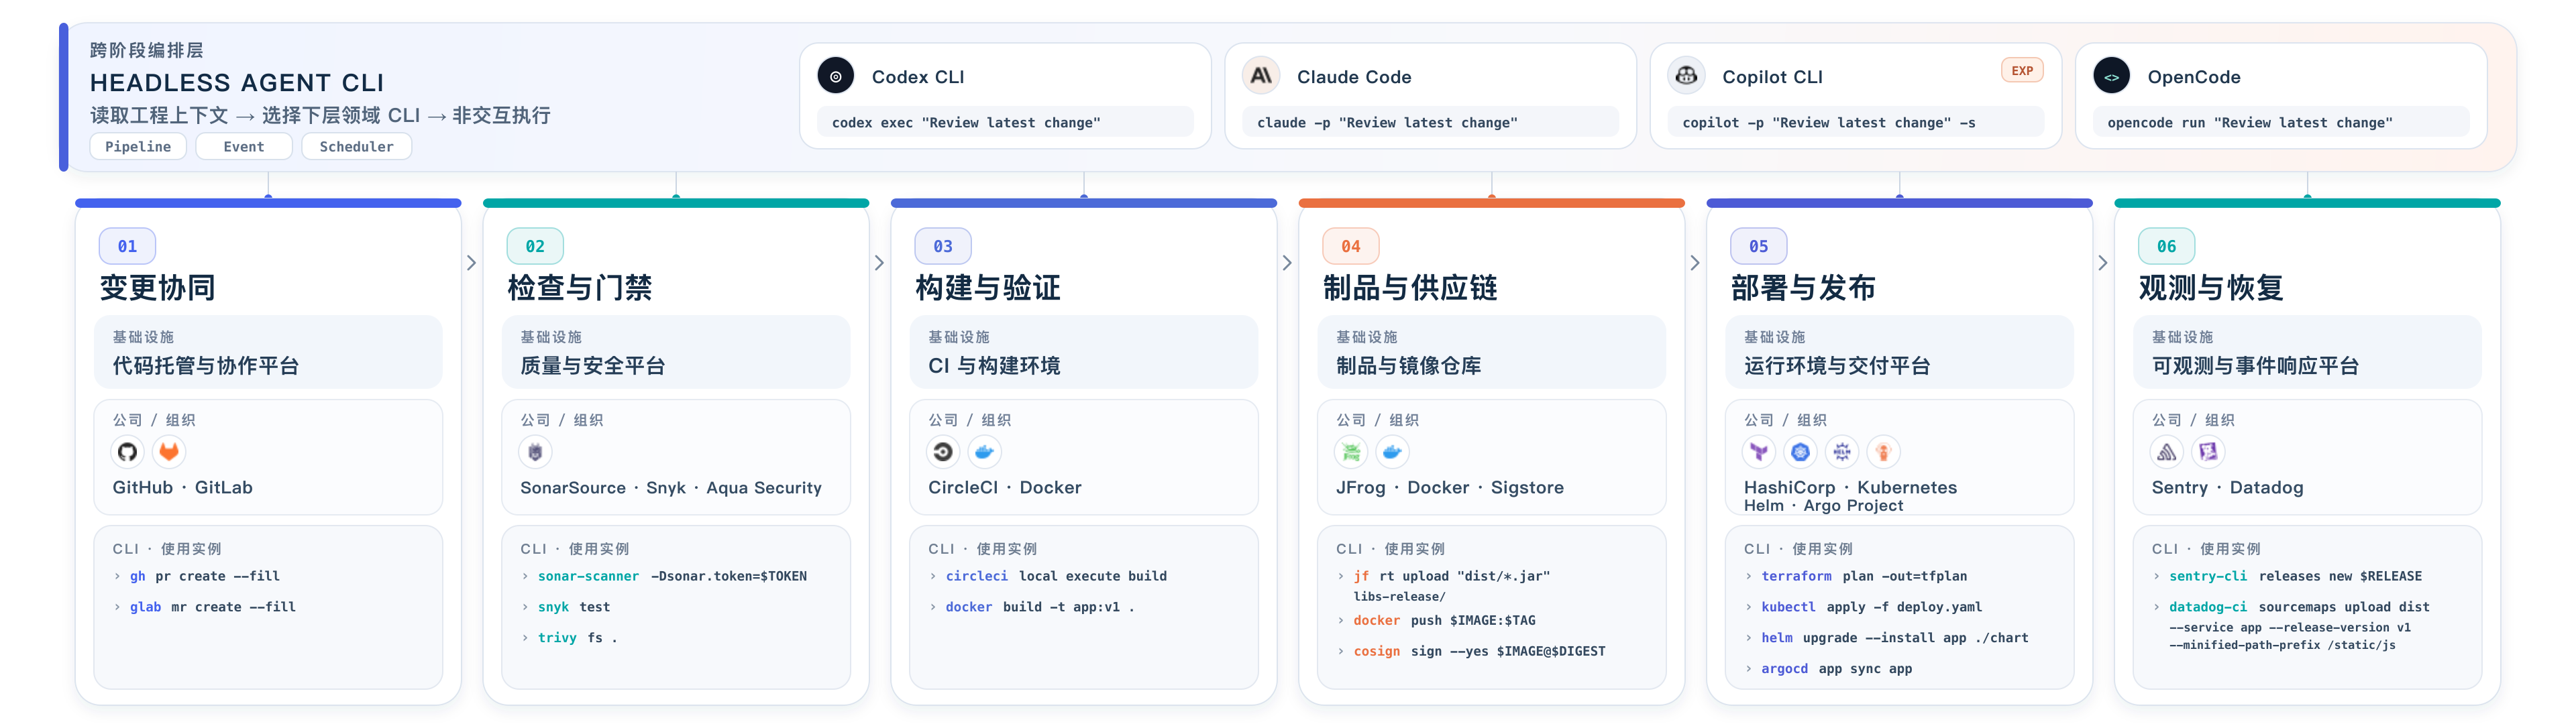 跨阶段编排层
HEADLESS AGENT CLI
读取工程上下文 → 选择下层领域 CLI → 非交互执行
Pipeline
Event
Scheduler
Codex CLI
codex exec "Review latest change"
Claude Code
claude -p "Review latest change"
Copilot CLI
EXP
copilot -p "Review latest change" -s
OpenCode
opencode run "Review latest change"
01
变更协同
基础设施
代码托管与协作平台
公司 / 组织
GitHub · GitLab
CLI · 使用实例
› gh pr create --fill
› glab mr create --fill
02
检查与门禁
基础设施
质量与安全平台
公司 / 组织
SonarSource · Snyk · Aqua Security
CLI · 使用实例
› sonar-scanner -Dsonar.token=$TOKEN
› snyk test
› trivy fs .
03
构建与验证
基础设施
CI 与构建环境
公司 / 组织
CircleCI · Docker
CLI · 使用实例
› circleci local execute build
› docker build -t app:v1 .
04
制品与供应链
基础设施
制品与镜像仓库
公司 / 组织
JFrog · Docker · Sigstore
CLI · 使用实例
› jf rt upload "dist/*.jar"
libs-release/
› docker push $IMAGE:$TAG
› cosign sign --yes $IMAGE@$DIGEST
05
部署与发布
基础设施
运行环境与交付平台
公司 / 组织
HELM
HashiCorp · Kubernetes
Helm · Argo Project
CLI · 使用实例
› terraform plan -out=tfplan
› kubectl apply -f deploy.yaml
› helm upgrade --install app ./chart
› argocd app sync app
06
观测与恢复
基础设施
可观测与事件响应平台
公司 / 组织
Sentry · Datadog
CLI · 使用实例
› sentry-cli releases new $RELEASE
› datadog-ci sourcemaps upload dist
--service app --release-version v1
--minified-path-prefix /static/js